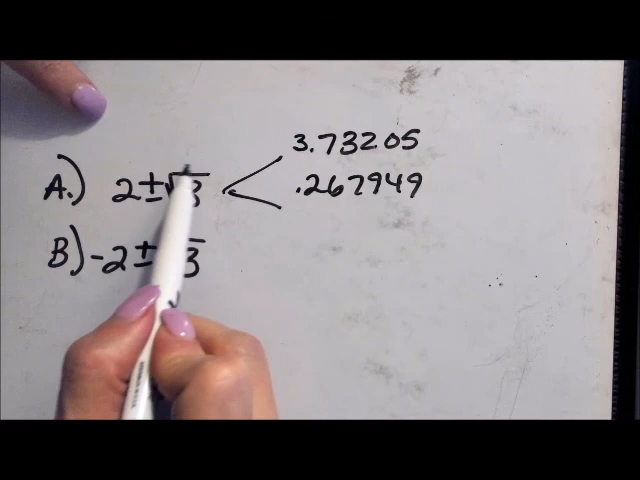 3.73205
A.) 2 ± √3 .267949
B) -2 ± √3